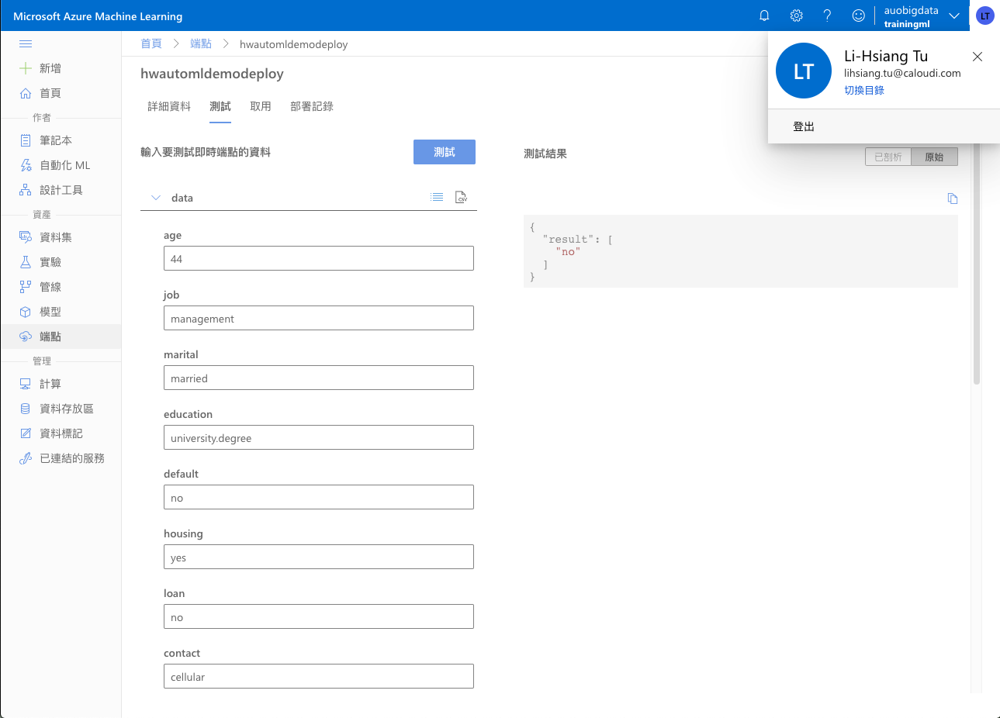 Microsoft Azure Machine Learning
auobigdata
trainingml
LT
LT
Li-Hsiang Tu
lihsiang.tu@caloudi.com
切換目錄
登出
新增
首頁
作者
筆記本
自動化 ML
設計工具
資產
資料集
實驗
管線
模型
端點
管理
計算
資料存放區
資料標記
已連結的服務
首頁 > 端點 > hwautomldemodeploy
hwautomldemodeploy
詳細資料 測試 取用 部署記錄
輸入要測試即時端點的資料
測試
data
CSV
age
44
job
management
marital
married
education
university.degree
default
no
housing
yes
loan
no
contact
cellular
測試結果
已剖析 原始
{
"result": [
"no"
]
}